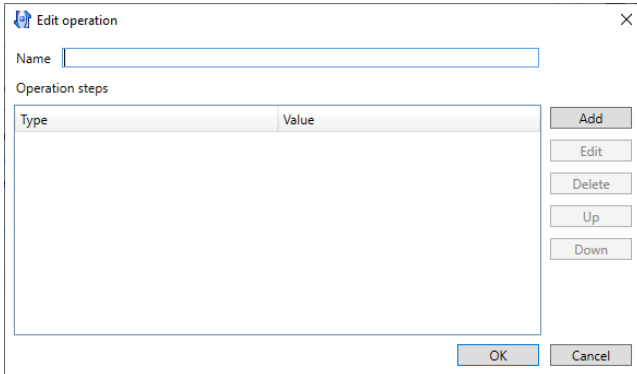 Edit operation
Name
Operation steps
Type Value
Add
Edit
Delete
Up
Down
OK Cancel